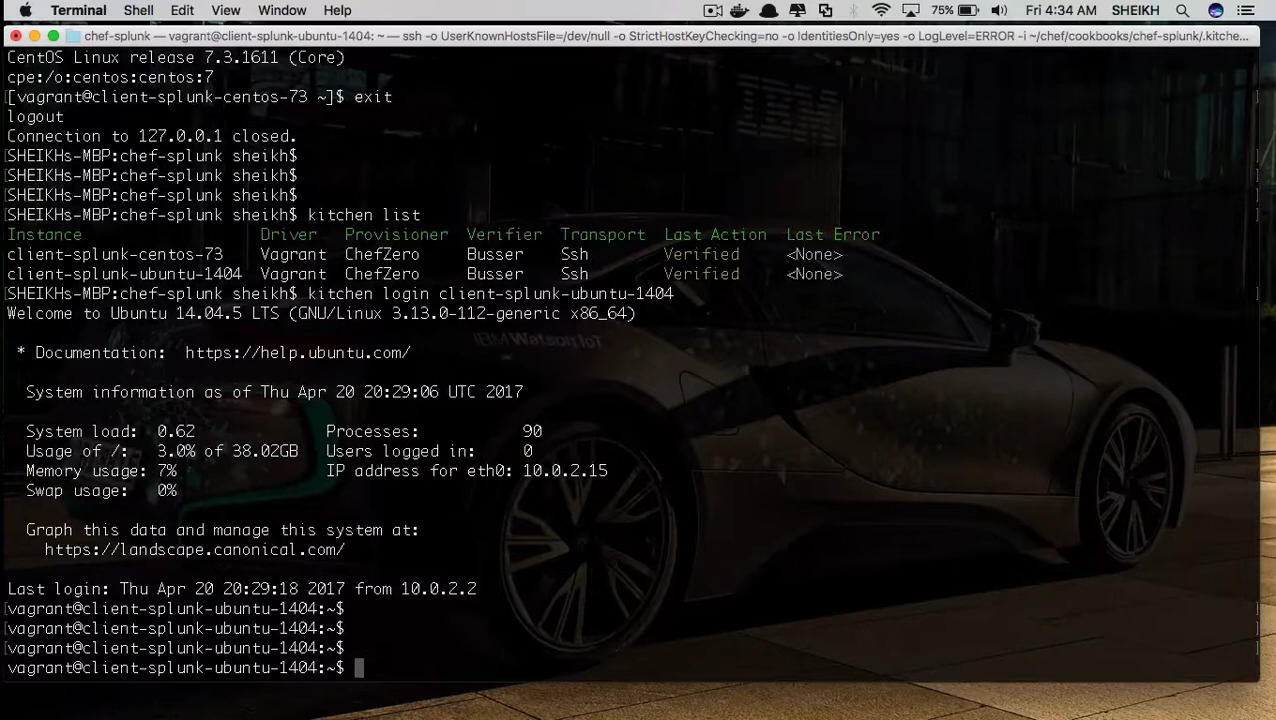 Terminal Shell Edit View Window Help 75% Fri 4:34 AM SHEIKH
chef-splunk — vagrant@client-splunk-ubuntu-1404: ~ — ssh -o UserKnownHostsFile=/dev/null -o StrictHostKeyChecking=no -o IdentitiesOnly=yes -o LogLevel=ERROR -i ~/chef/cookbooks/chef-splunk/.kitche...
CentOS Linux release 7.3.1611 (Core)
cpe:/o:centos:centos:7
[vagrant@client-splunk-centos-73 ~]$ exit
logout
Connection to 127.0.0.1 closed.
SHEIKHs-MBP:chef-splunk sheikh$
SHEIKHs-MBP:chef-splunk sheikh$
SHEIKHs-MBP:chef-splunk sheikh$
SHEIKHs-MBP:chef-splunk sheikh$ kitchen list
Instance Driver Provisioner Verifier Transport Last Action Last Error
client-splunk-centos-73 Vagrant ChefZero Busser Ssh Verified <None>
client-splunk-ubuntu-1404 Vagrant ChefZero Busser Ssh Verified <None>
SHEIKHs-MBP:chef-splunk sheikh$ kitchen login client-splunk-ubuntu-1404
Welcome to Ubuntu 14.04.5 LTS (GNU/Linux 3.13.0-112-generic x86_64)
IBM Watson IoT
* Documentation: https://help.ubuntu.com/
System information as of Thu Apr 20 20:29:06 UTC 2017
System load: 0.62 Processes: 90
Usage of /: 3.0% of 38.02GB Users logged in: 0
Memory usage: 7% IP address for eth0: 10.0.2.15
Swap usage: 0%
Graph this data and manage this system at:
https://landscape.canonical.com/
Last login: Thu Apr 20 20:29:18 2017 from 10.0.2.2
vagrant@client-splunk-ubuntu-1404:~$
vagrant@client-splunk-ubuntu-1404:~$
vagrant@client-splunk-ubuntu-1404:~$
vagrant@client-splunk-ubuntu-1404:~$